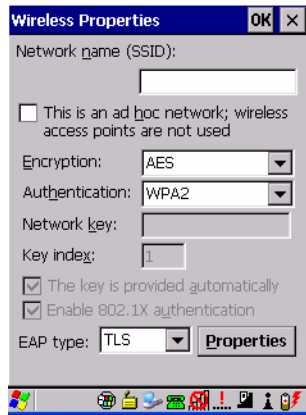 Wireless Properties OK ×
Network name (SSID):
This is an ad hoc network; wireless
access points are not used
Encryption: AES
Authentication: WPA2
Network key:
Key index: 1
The key is provided automatically
Enable 802.1X authentication
EAP type: TLS Properties